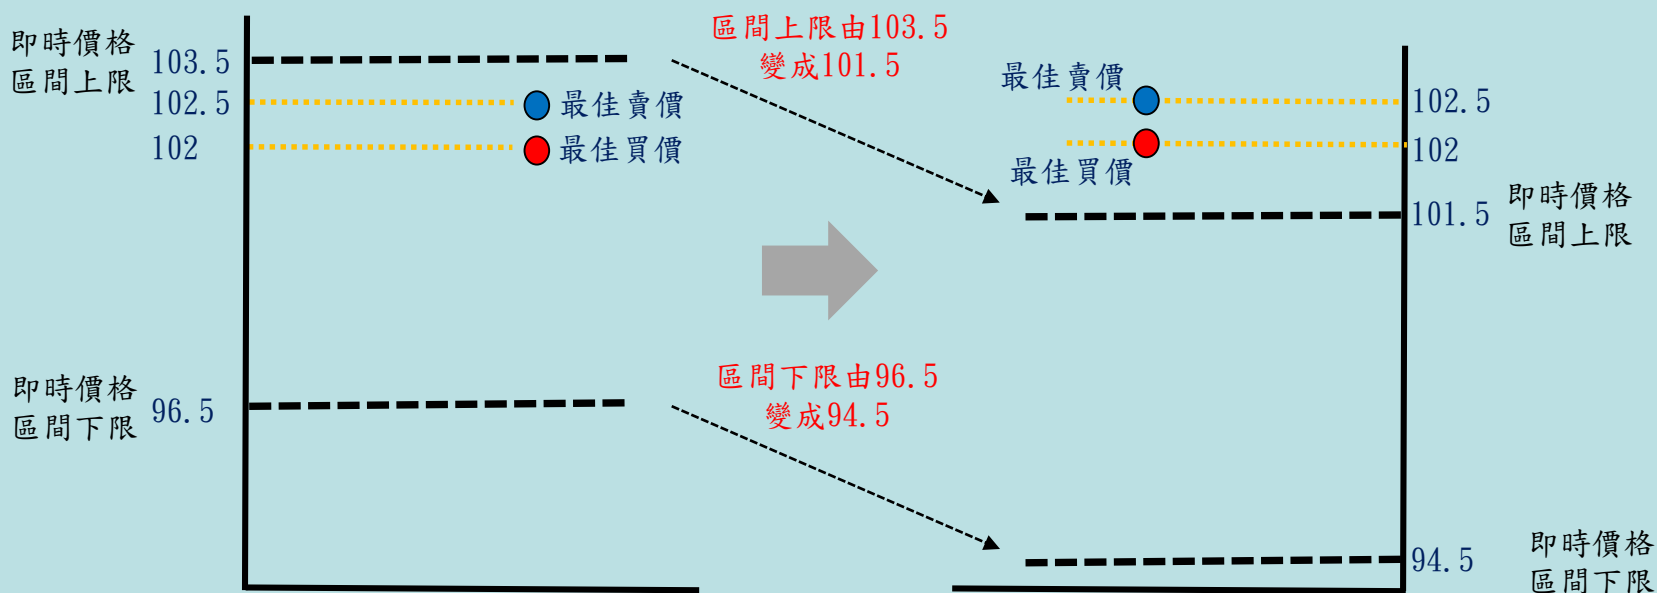 即時價格
區間上限
103.5
102.5
最佳賣價
102
最佳買價
即時價格
區間下限
96.5
區間上限由103.5
變成101.5
區間下限由96.5
變成94.5
最佳賣價
102.5
102
最佳買價
101.5
即時價格
區間上限
94.5
即時價格
區間下限